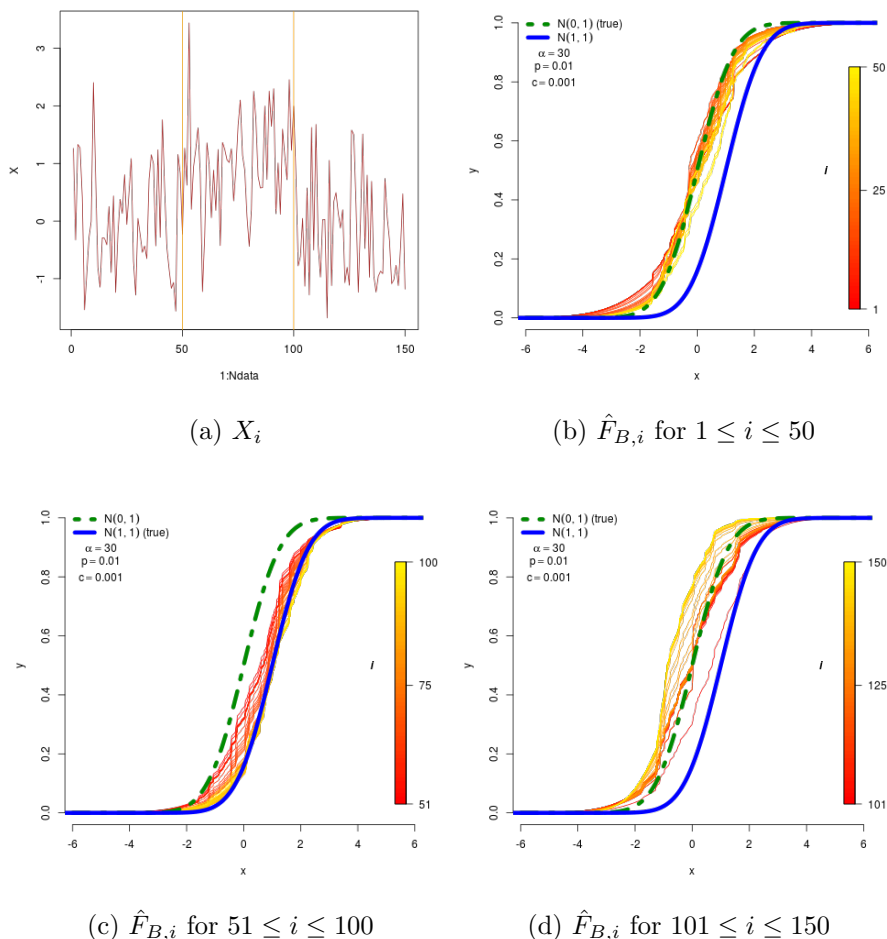 3
2
1
0
-1
X
0
50
100
150
1:Ndata
(a) X_i
1.0
0.8
0.6
0.4
0.2
0.0
y
N(0, 1) (true)
N(1, 1)
α = 30
p = 0.01
c = 0.001
50
25
1
i
-6
-4
-2
0
2
4
6
x
(b) F̂_{B,i} for 1 ≤ i ≤ 50
1.0
0.8
0.6
0.4
0.2
0.0
y
N(0, 1)
N(1, 1) (true)
α = 30
p = 0.01
c = 0.001
100
75
51
i
-6
-4
-2
0
2
4
6
x
(c) F̂_{B,i} for 51 ≤ i ≤ 100
1.0
0.8
0.6
0.4
0.2
0.0
y
N(0, 1) (true)
N(1, 1)
α = 30
p = 0.01
c = 0.001
150
125
101
i
-6
-4
-2
0
2
4
6
x
(d) F̂_{B,i} for 101 ≤ i ≤ 150